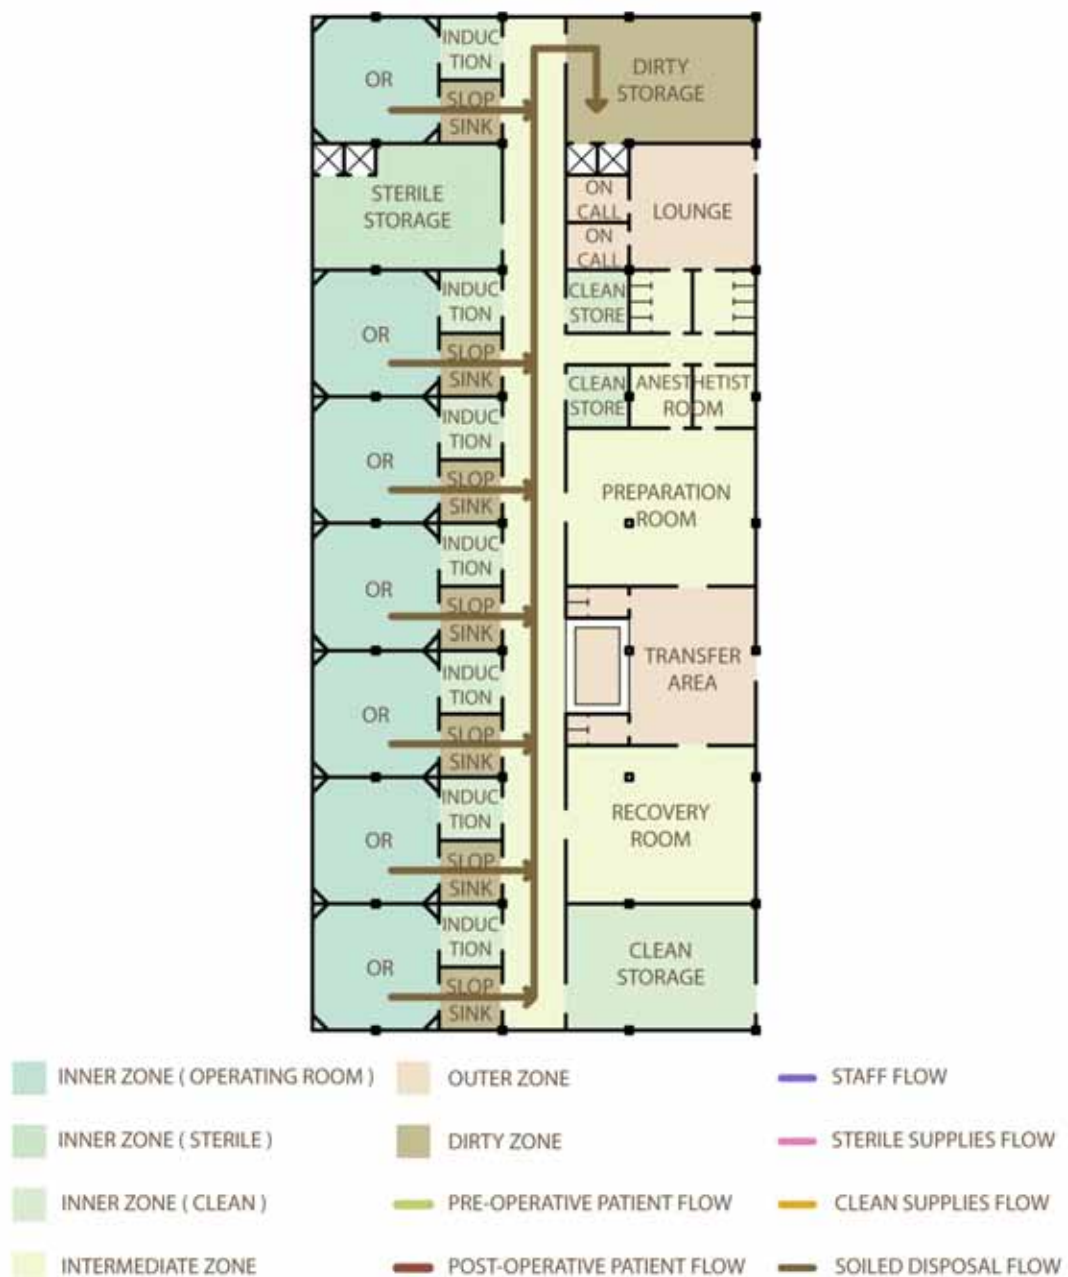 OR
INDUC
TION
SLOP
SINK
DIRTY
STORAGE
STERILE
STORAGE
ON
CALL
ON
CALL
LOUNGE
OR
INDUC
TION
SLOP
SINK
CLEAN
STORE
CLEAN
STORE
ANESTHETIST
ROOM
OR
INDUC
TION
SLOP
SINK
PREPARATION
ROOM
OR
INDUC
TION
SLOP
SINK
OR
INDUC
TION
SLOP
SINK
TRANSFER
AREA
OR
INDUC
TION
SLOP
SINK
RECOVERY
ROOM
OR
INDUC
TION
SLOP
SINK
CLEAN
STORAGE
INNER ZONE ( OPERATING ROOM )
INNER ZONE ( STERILE )
INNER ZONE ( CLEAN )
INTERMEDIATE ZONE
OUTER ZONE
DIRTY ZONE
PRE-OPERATIVE PATIENT FLOW
POST-OPERATIVE PATIENT FLOW
STAFF FLOW
STERILE SUPPLIES FLOW
CLEAN SUPPLIES FLOW
SOILED DISPOSAL FLOW